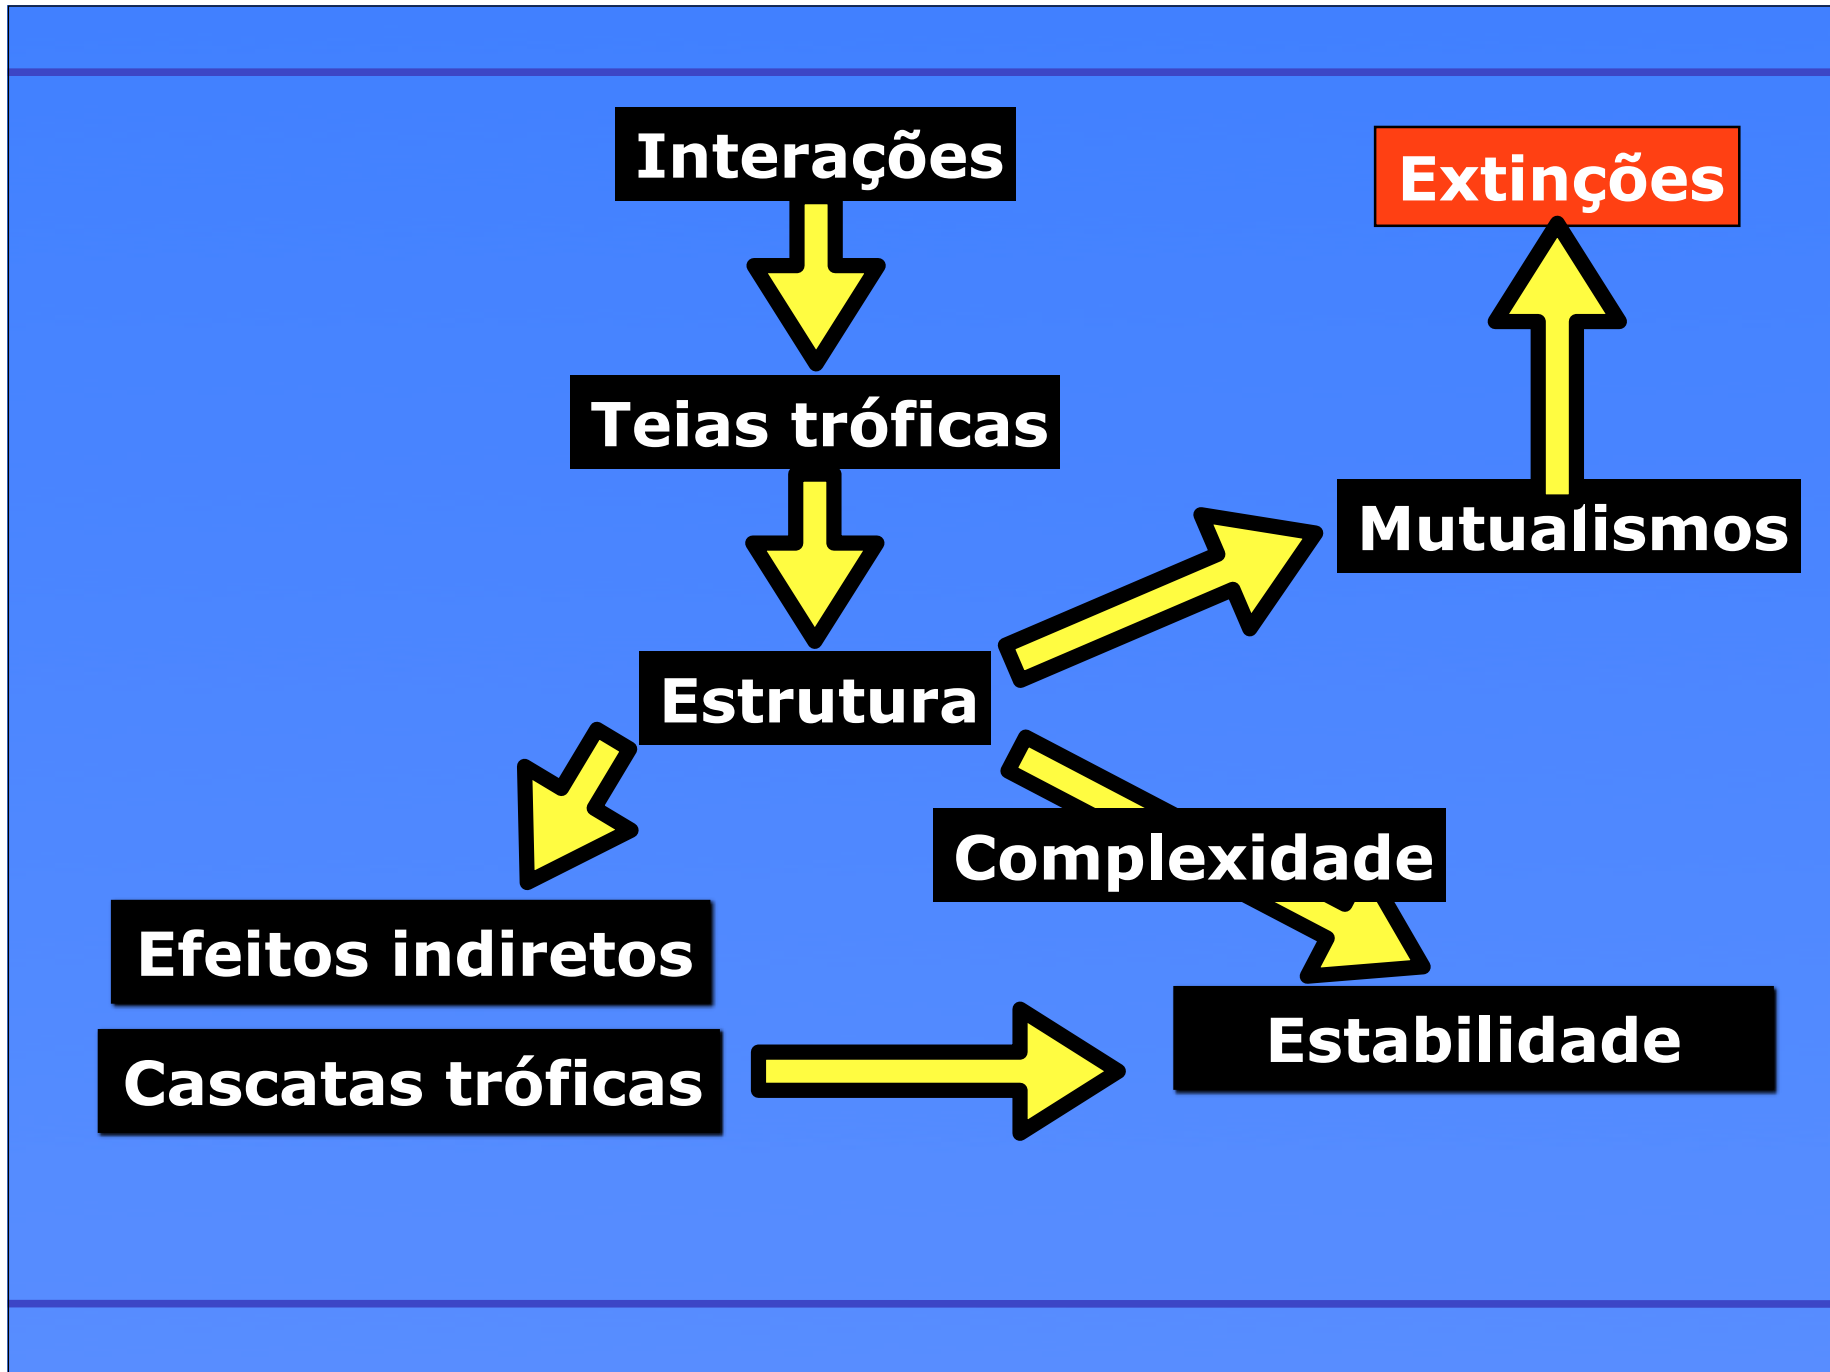 Interações
Extinções
Teias tróficas
Mutualismos
Estrutura
Complexidade
Efeitos indiretos
Estabilidade
Cascatas tróficas